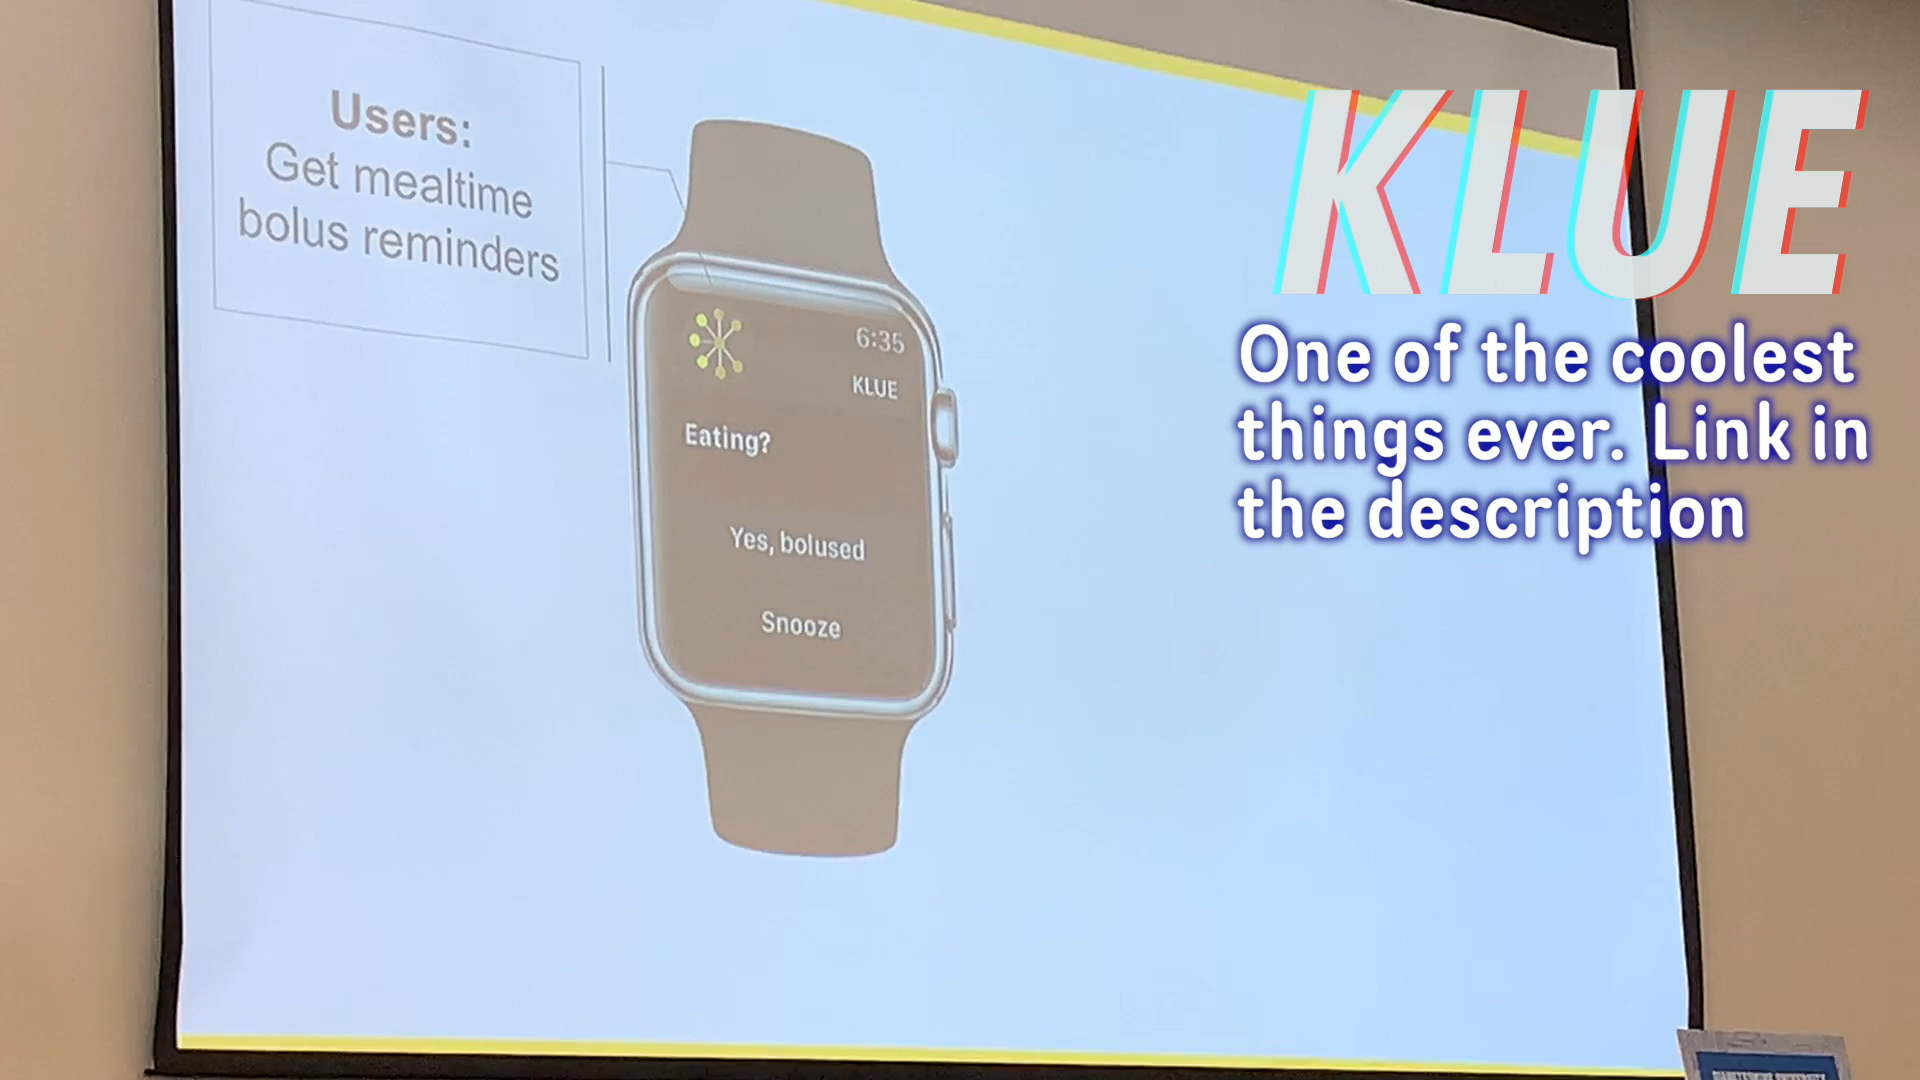 Users:
Get mealtime
bolus reminders
6:35
KLUE
Eating?
Yes, bolused
Snooze
KLUE
One of the coolest
things ever. Link in
the description